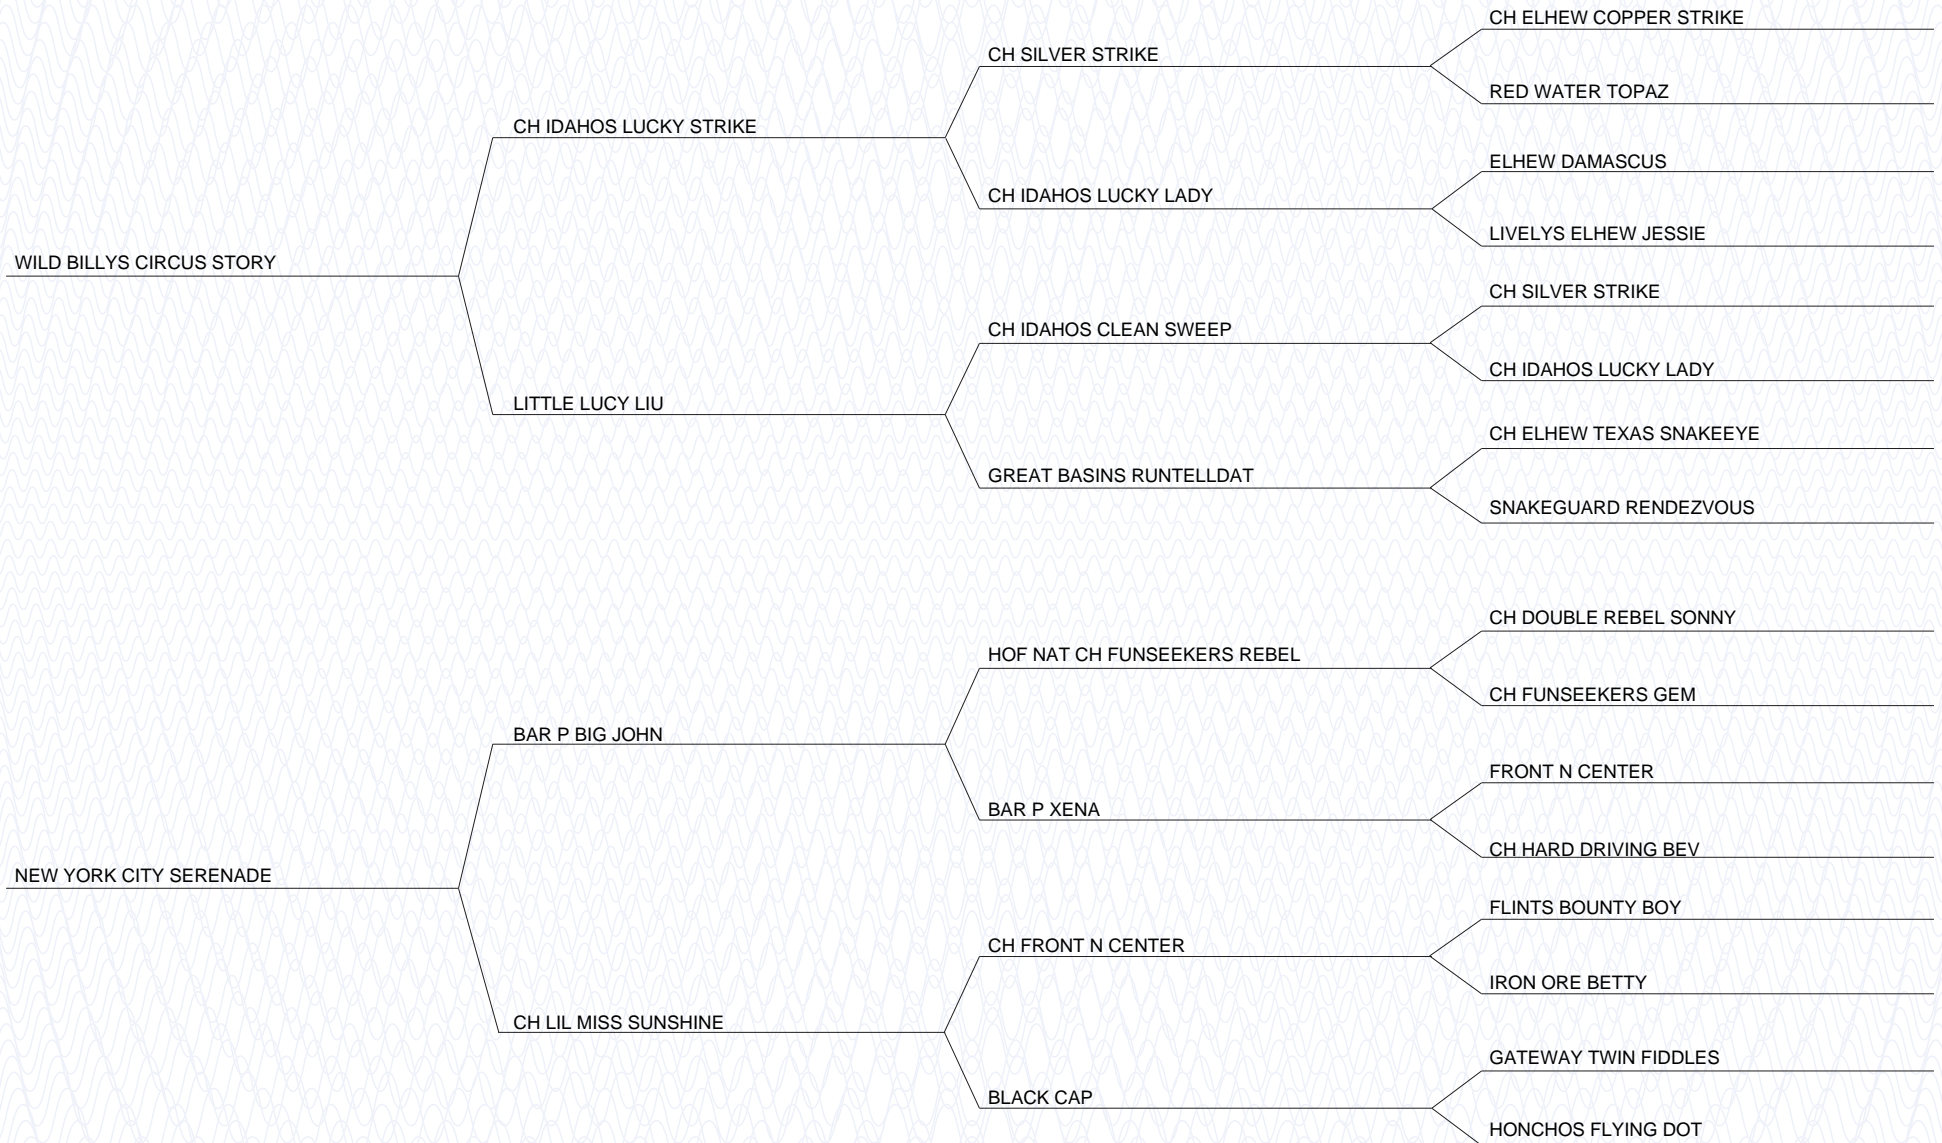 CH ELHEW COPPER STRIKE
CH SILVER STRIKE
RED WATER TOPAZ
CH IDAHOS LUCKY STRIKE
ELHEW DAMASCUS
CH IDAHOS LUCKY LADY
LIVELYS ELHEW JESSIE
WILD BILLYS CIRCUS STORY
CH SILVER STRIKE
CH IDAHOS CLEAN SWEEP
CH IDAHOS LUCKY LADY
LITTLE LUCY LIU
CH ELHEW TEXAS SNAKEEYE
GREAT BASINS RUNTELLDAT
SNAKEGUARD RENDEZVOUS
CH DOUBLE REBEL SONNY
HOF NAT CH FUNSEEKERS REBEL
CH FUNSEEKERS GEM
BAR P BIG JOHN
FRONT N CENTER
BAR P XENA
CH HARD DRIVING BEV
NEW YORK CITY SERENADE
FLINTS BOUNTY BOY
CH FRONT N CENTER
IRON ORE BETTY
CH LIL MISS SUNSHINE
GATEWAY TWIN FIDDLES
BLACK CAP
HONCHOS FLYING DOT